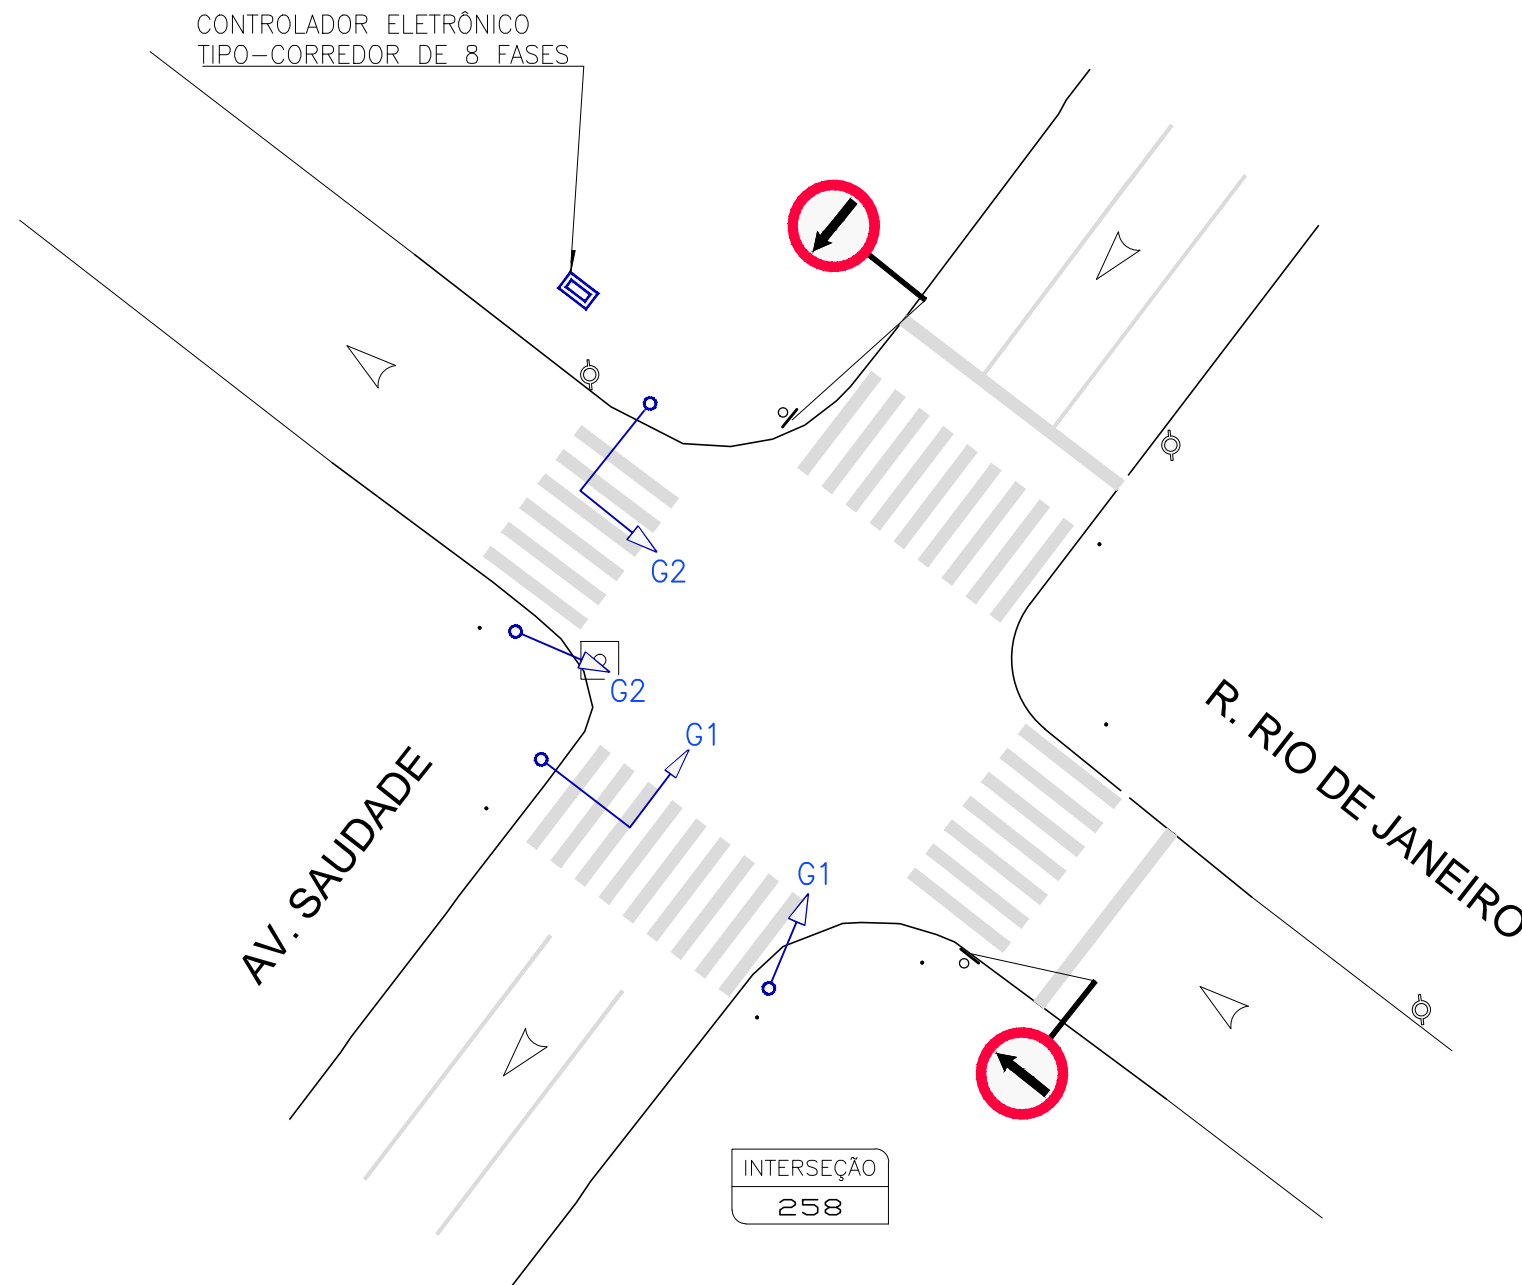 CONTROLADOR ELETRÔNICO
TIPO-CORREDOR DE 8 FASES
G2
G2
G1
G1
AV. SAUDADE
R. RIO DE JANEIRO
INTERSEÇÃO
258